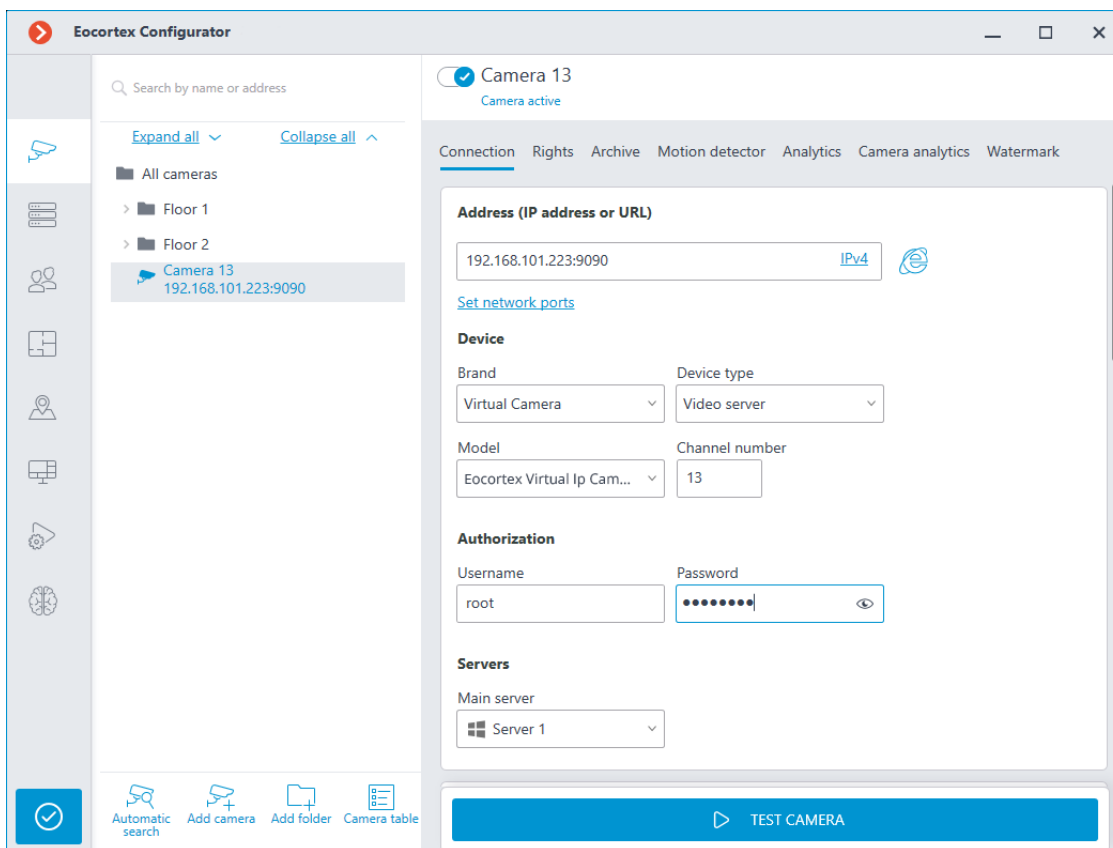 Eocortex Configurator
Search by name or address
Expand all
Collapse all
All cameras
Floor 1
Floor 2
Camera 13
192.168.101.223:9090
Automatic search
Add camera
Add folder
Camera table
Camera 13
Camera active
Connection Rights Archive Motion detector Analytics Camera analytics Watermark
Address (IP address or URL)
192.168.101.223:9090 IPv4
Set network ports
Device
Brand Device type
Virtual Camera Video server
Model Channel number
Eocortex Virtual Ip Cam... 13
Authorization
Username Password
root ••••••••
Servers
Main server
Server 1
TEST CAMERA